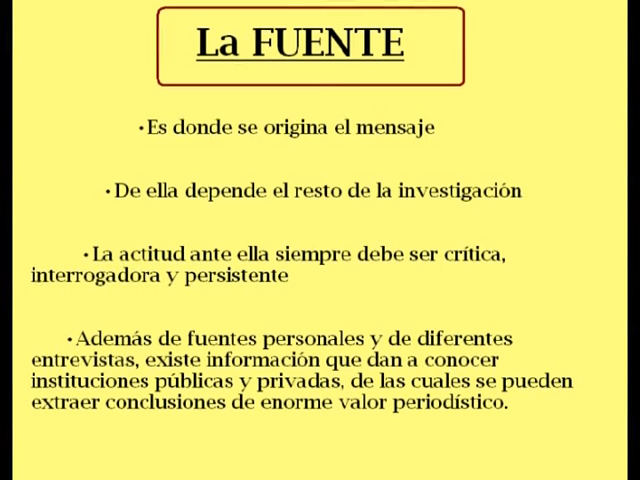 La FUENTE
•Es donde se origina el mensaje
•De ella depende el resto de la investigación
•La actitud ante ella siempre debe ser crítica,
interrogadora y persistente
•Además de fuentes personales y de diferentes
entrevistas, existe información que dan a conocer
instituciones públicas y privadas, de las cuales se pueden
extraer conclusiones de enorme valor periodístico.